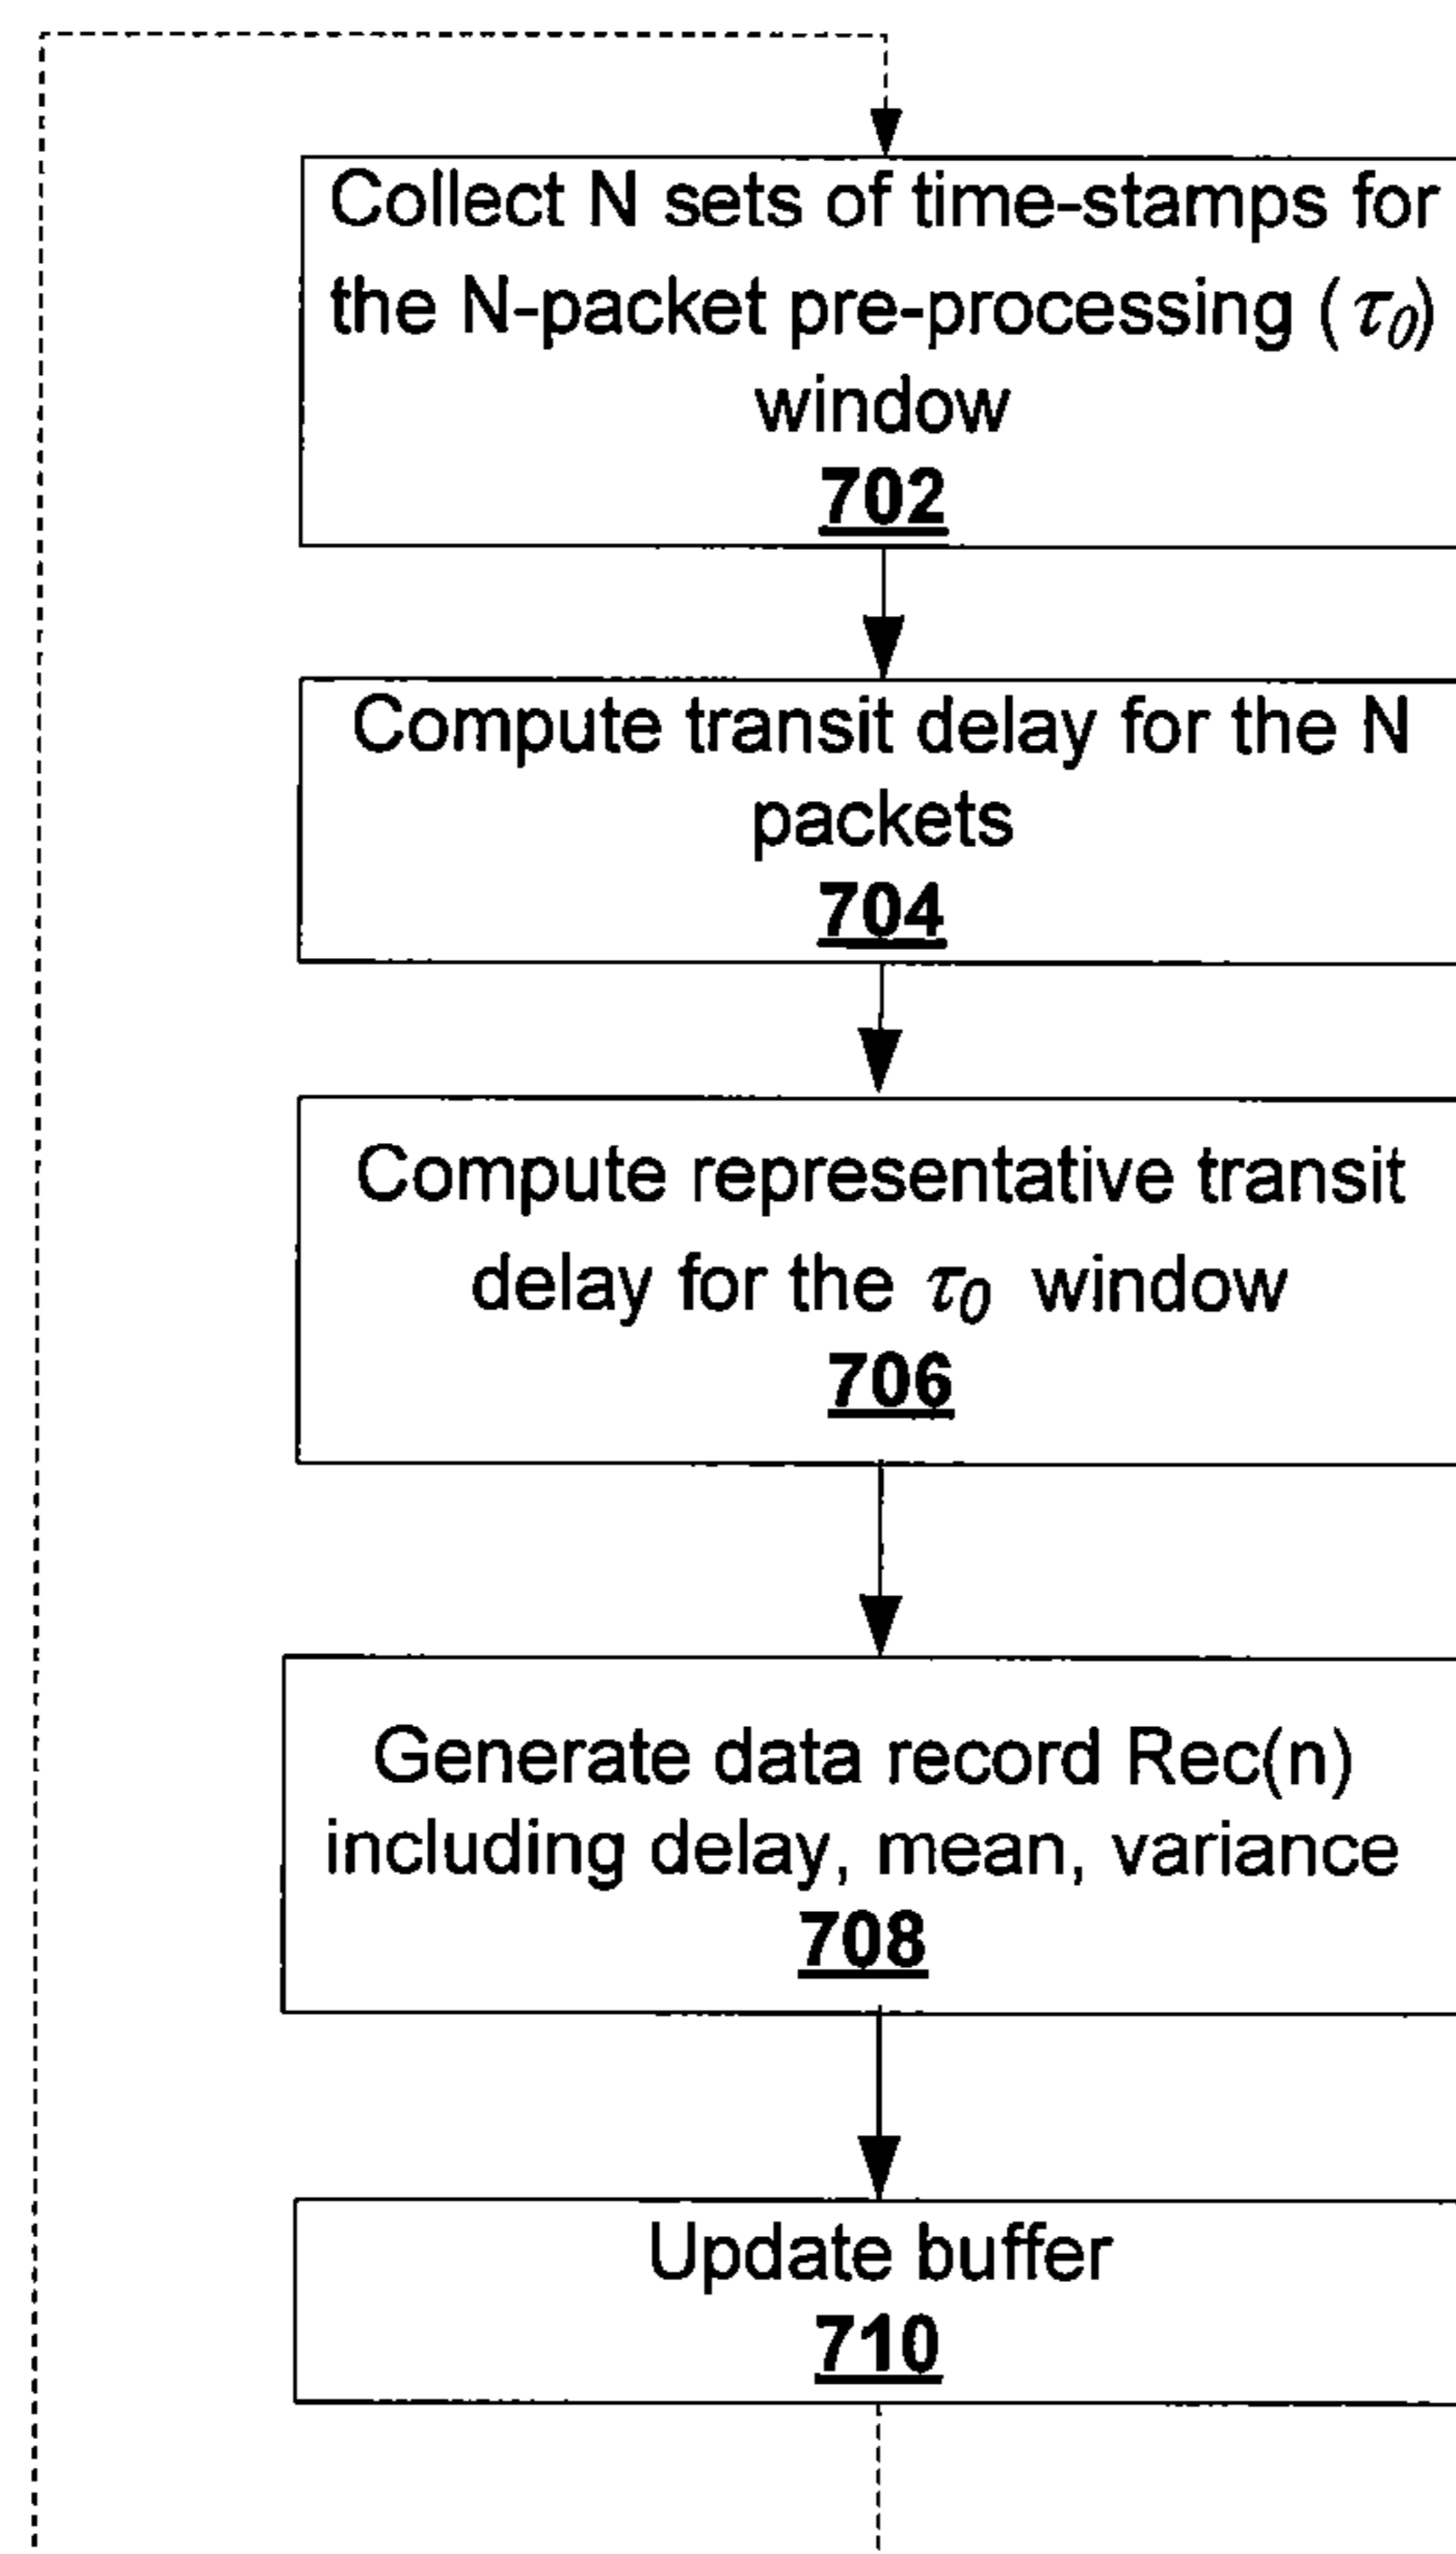 Collect N sets of time-stamps for
the N-packet pre-processing (τ₀)
window
702
Compute transit delay for the N
packets
704
Compute representative transit
delay for the τ₀ window
706
Generate data record Rec(n)
including delay, mean, variance
708
Update buffer
710